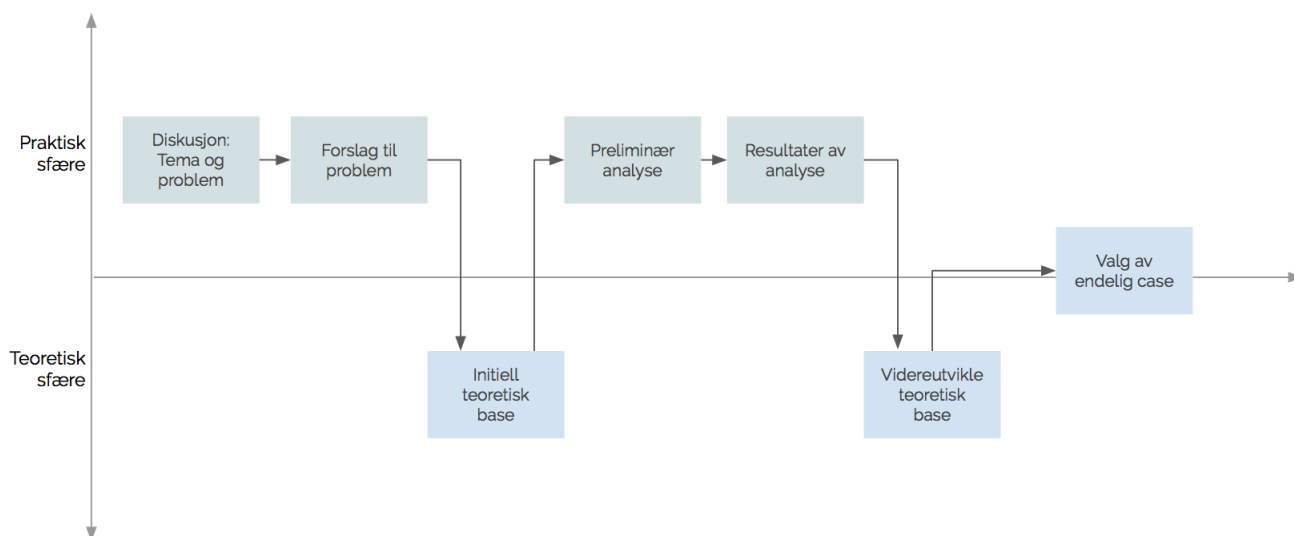 Praktisk
sfære
Diskusjon:
Tema og
problem
Forslag til
problem
Preliminær
analyse
Resultater av
analyse
Valg av
endelig case
Teoretisk
sfære
Initiell
teoretisk
base
Videreutvikle
teoretisk
base